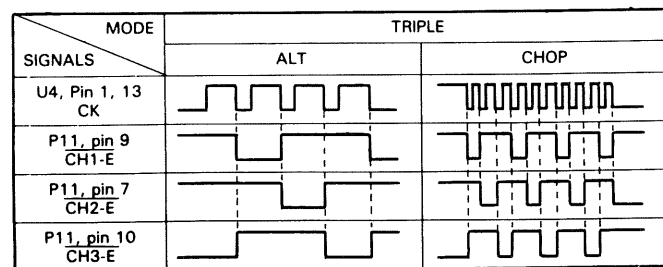 MODE
TRIPLE
SIGNALS
ALT
CHOP
U4, Pin 1, 13
CK
P11, pin 9
CH1-E
P11, pin 7
CH2-E
P11, pin 10
CH3-E